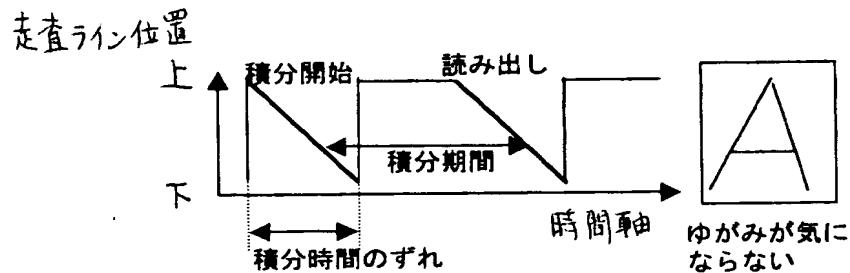 走査ライン位置
上
積分開始
読み出し
積分期間
下
時間軸
積分時間のずれ
A
ゆがみが気に
ならない